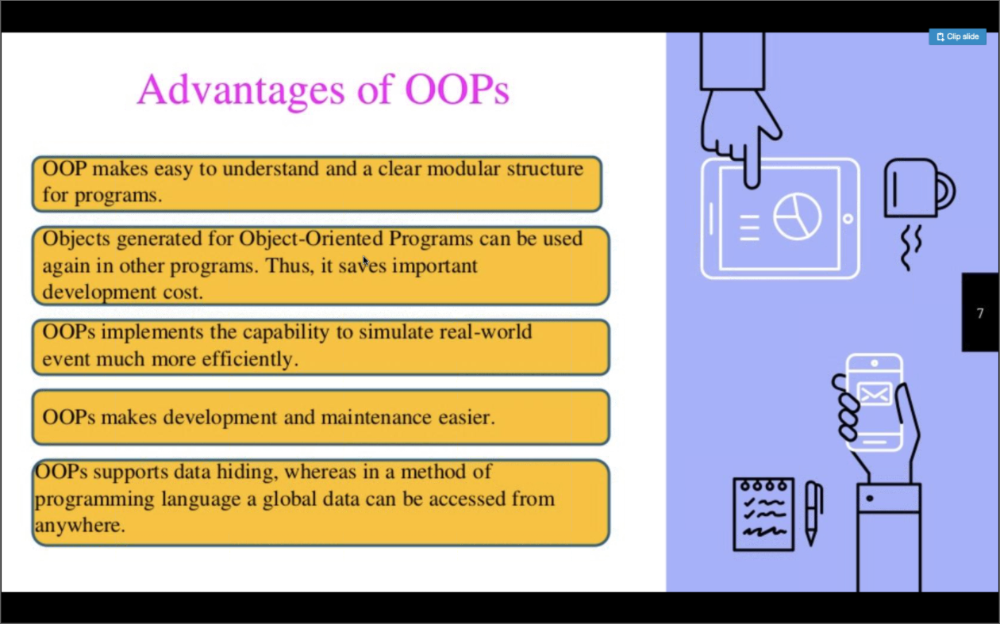 Clip slide
Advantages of OOPs
OOP makes easy to understand and a clear modular structure
for programs.
Objects generated for Object-Oriented Programs can be used
again in other programs. Thus, it saves important
development cost.
OOPs implements the capability to simulate real-world
event much more efficiently.
OOPs makes development and maintenance easier.
OOPs supports data hiding, whereas in a method of
programming language a global data can be accessed from
anywhere.
7